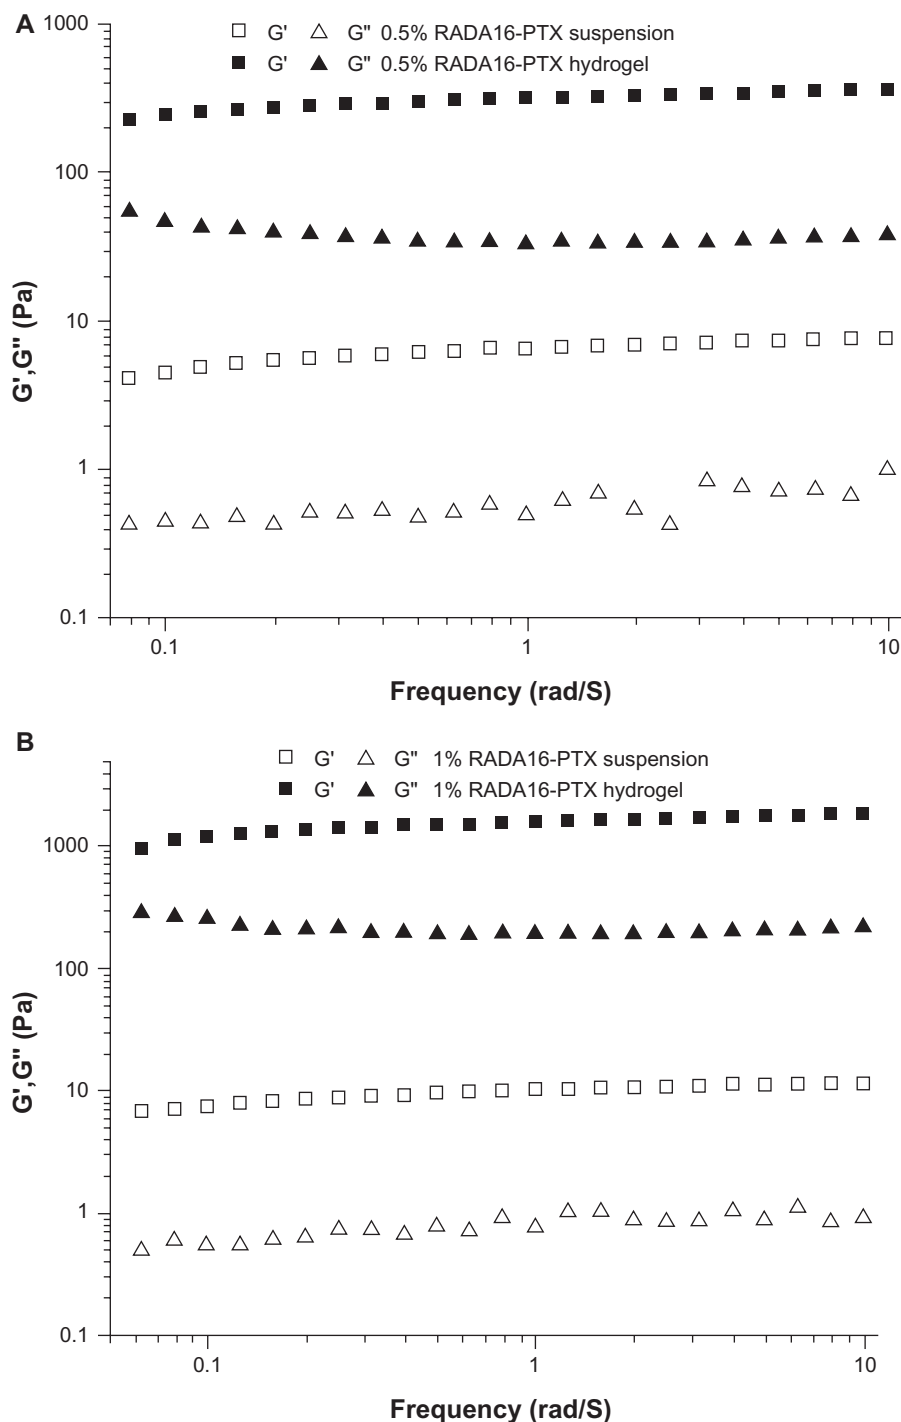 A
G' G" 0.5% RADA16-PTX suspension
G' G" 0.5% RADA16-PTX hydrogel
1000
100
10
1
0.1
G',G" (Pa)
0.1 1 10
Frequency (rad/S)
B
G' G" 1% RADA16-PTX suspension
G' G" 1% RADA16-PTX hydrogel
1000
100
10
1
0.1
G',G" (Pa)
0.1 1 10
Frequency (rad/S)